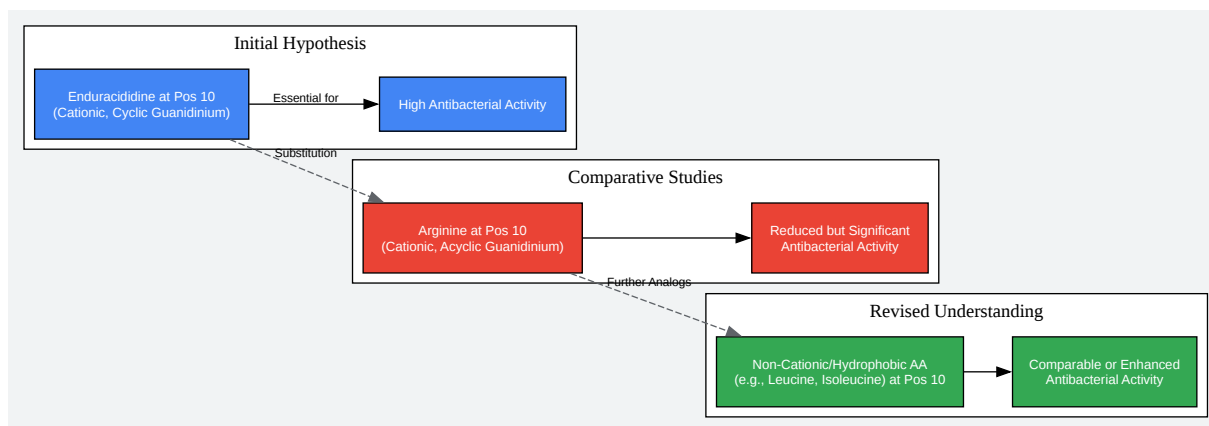 Initial Hypothesis
Enduracididine at Pos 10
(Cationic, Cyclic Guanidinium)
Essential for
High Antibacterial Activity
Substitution
Comparative Studies
Arginine at Pos 10
(Cationic, Acyclic Guanidinium)
Reduced but Significant
Antibacterial Activity
Further Analogs
Revised Understanding
Non-Cationic/Hydrophobic AA
(e.g., Leucine, Isoleucine) at Pos 10
Comparable or Enhanced
Antibacterial Activity